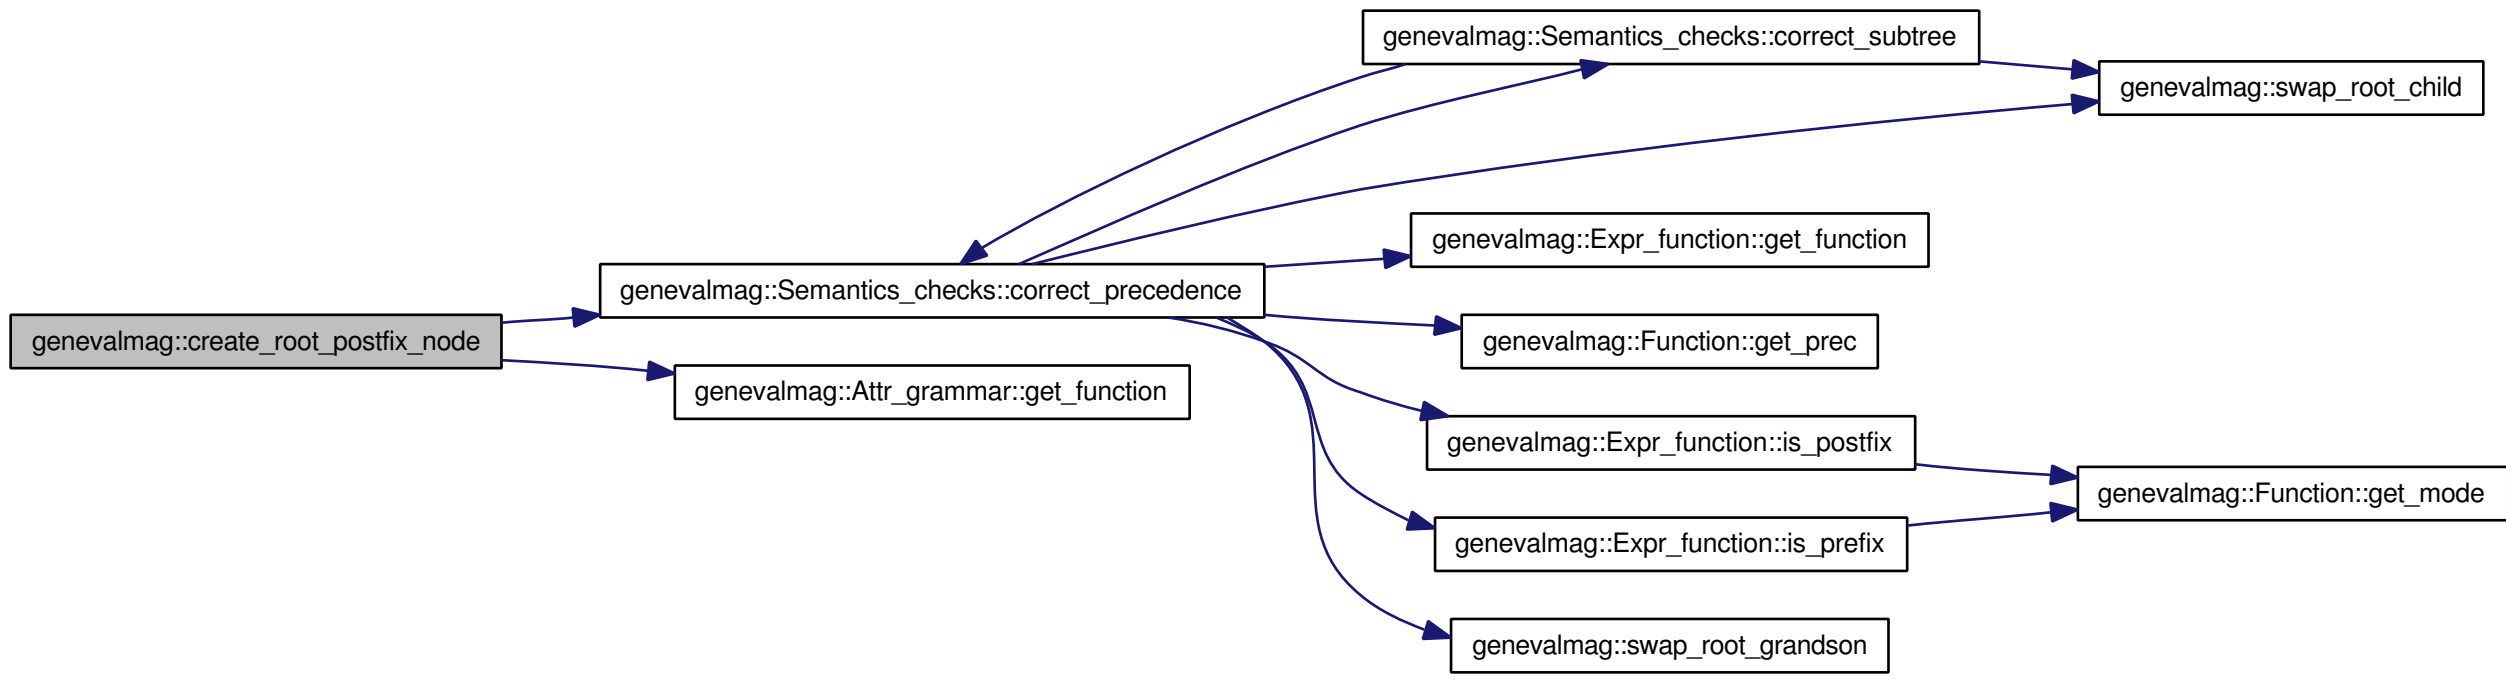 genevalmag::Semantics_checks::correct_subtree
genevalmag::swap_root_child
genevalmag::Expr_function::get_function
genevalmag::Semantics_checks::correct_precedence
genevalmag::create_root_postfix_node
genevalmag::Function::get_prec
genevalmag::Attr_grammar::get_function
genevalmag::Expr_function::is_postfix
genevalmag::Function::get_mode
genevalmag::Expr_function::is_prefix
genevalmag::swap_root_grandson